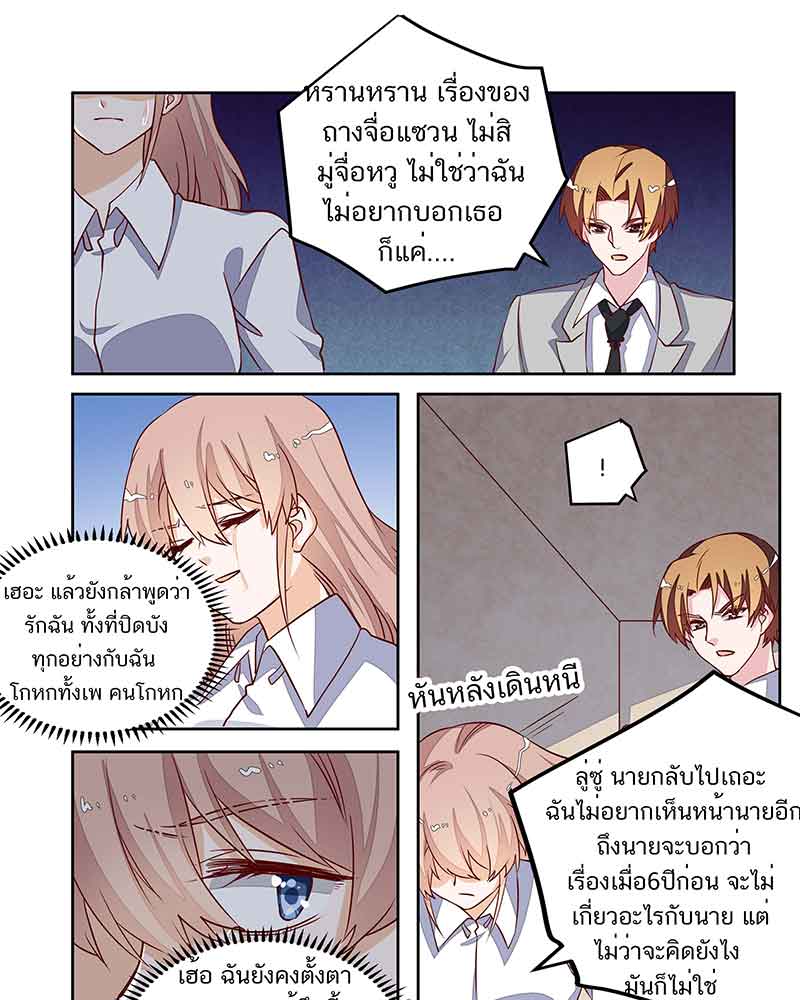 หรานหราน เรื่องของ
ถางจื่อแซวน ไม่สิ
มู่จื่อหวู ไม่ใช่ว่าฉัน
ไม่อยากบอกเธอ
ก็แค่....
!
เฮอะ แล้วยังกล้าพูดว่า
รักฉัน ทั้งที่ปิดบัง
ทุกอย่างกับฉัน
โกหกทั้งเพ คนโกหก
หันหลังเดินหนี
ลู่ซู่ นายกลับไปเถอะ
ฉันไม่อยากเห็นหน้านายอีก
ถึงนายจะบอกว่า
เรื่องเมื่อ6ปีก่อน จะไม่
เกี่ยวอะไรกับนาย แต่
ไม่ว่าจะคิดยังไง
มันก็ไม่ใช่
เฮ้อ ฉันยังคงตั้งตา